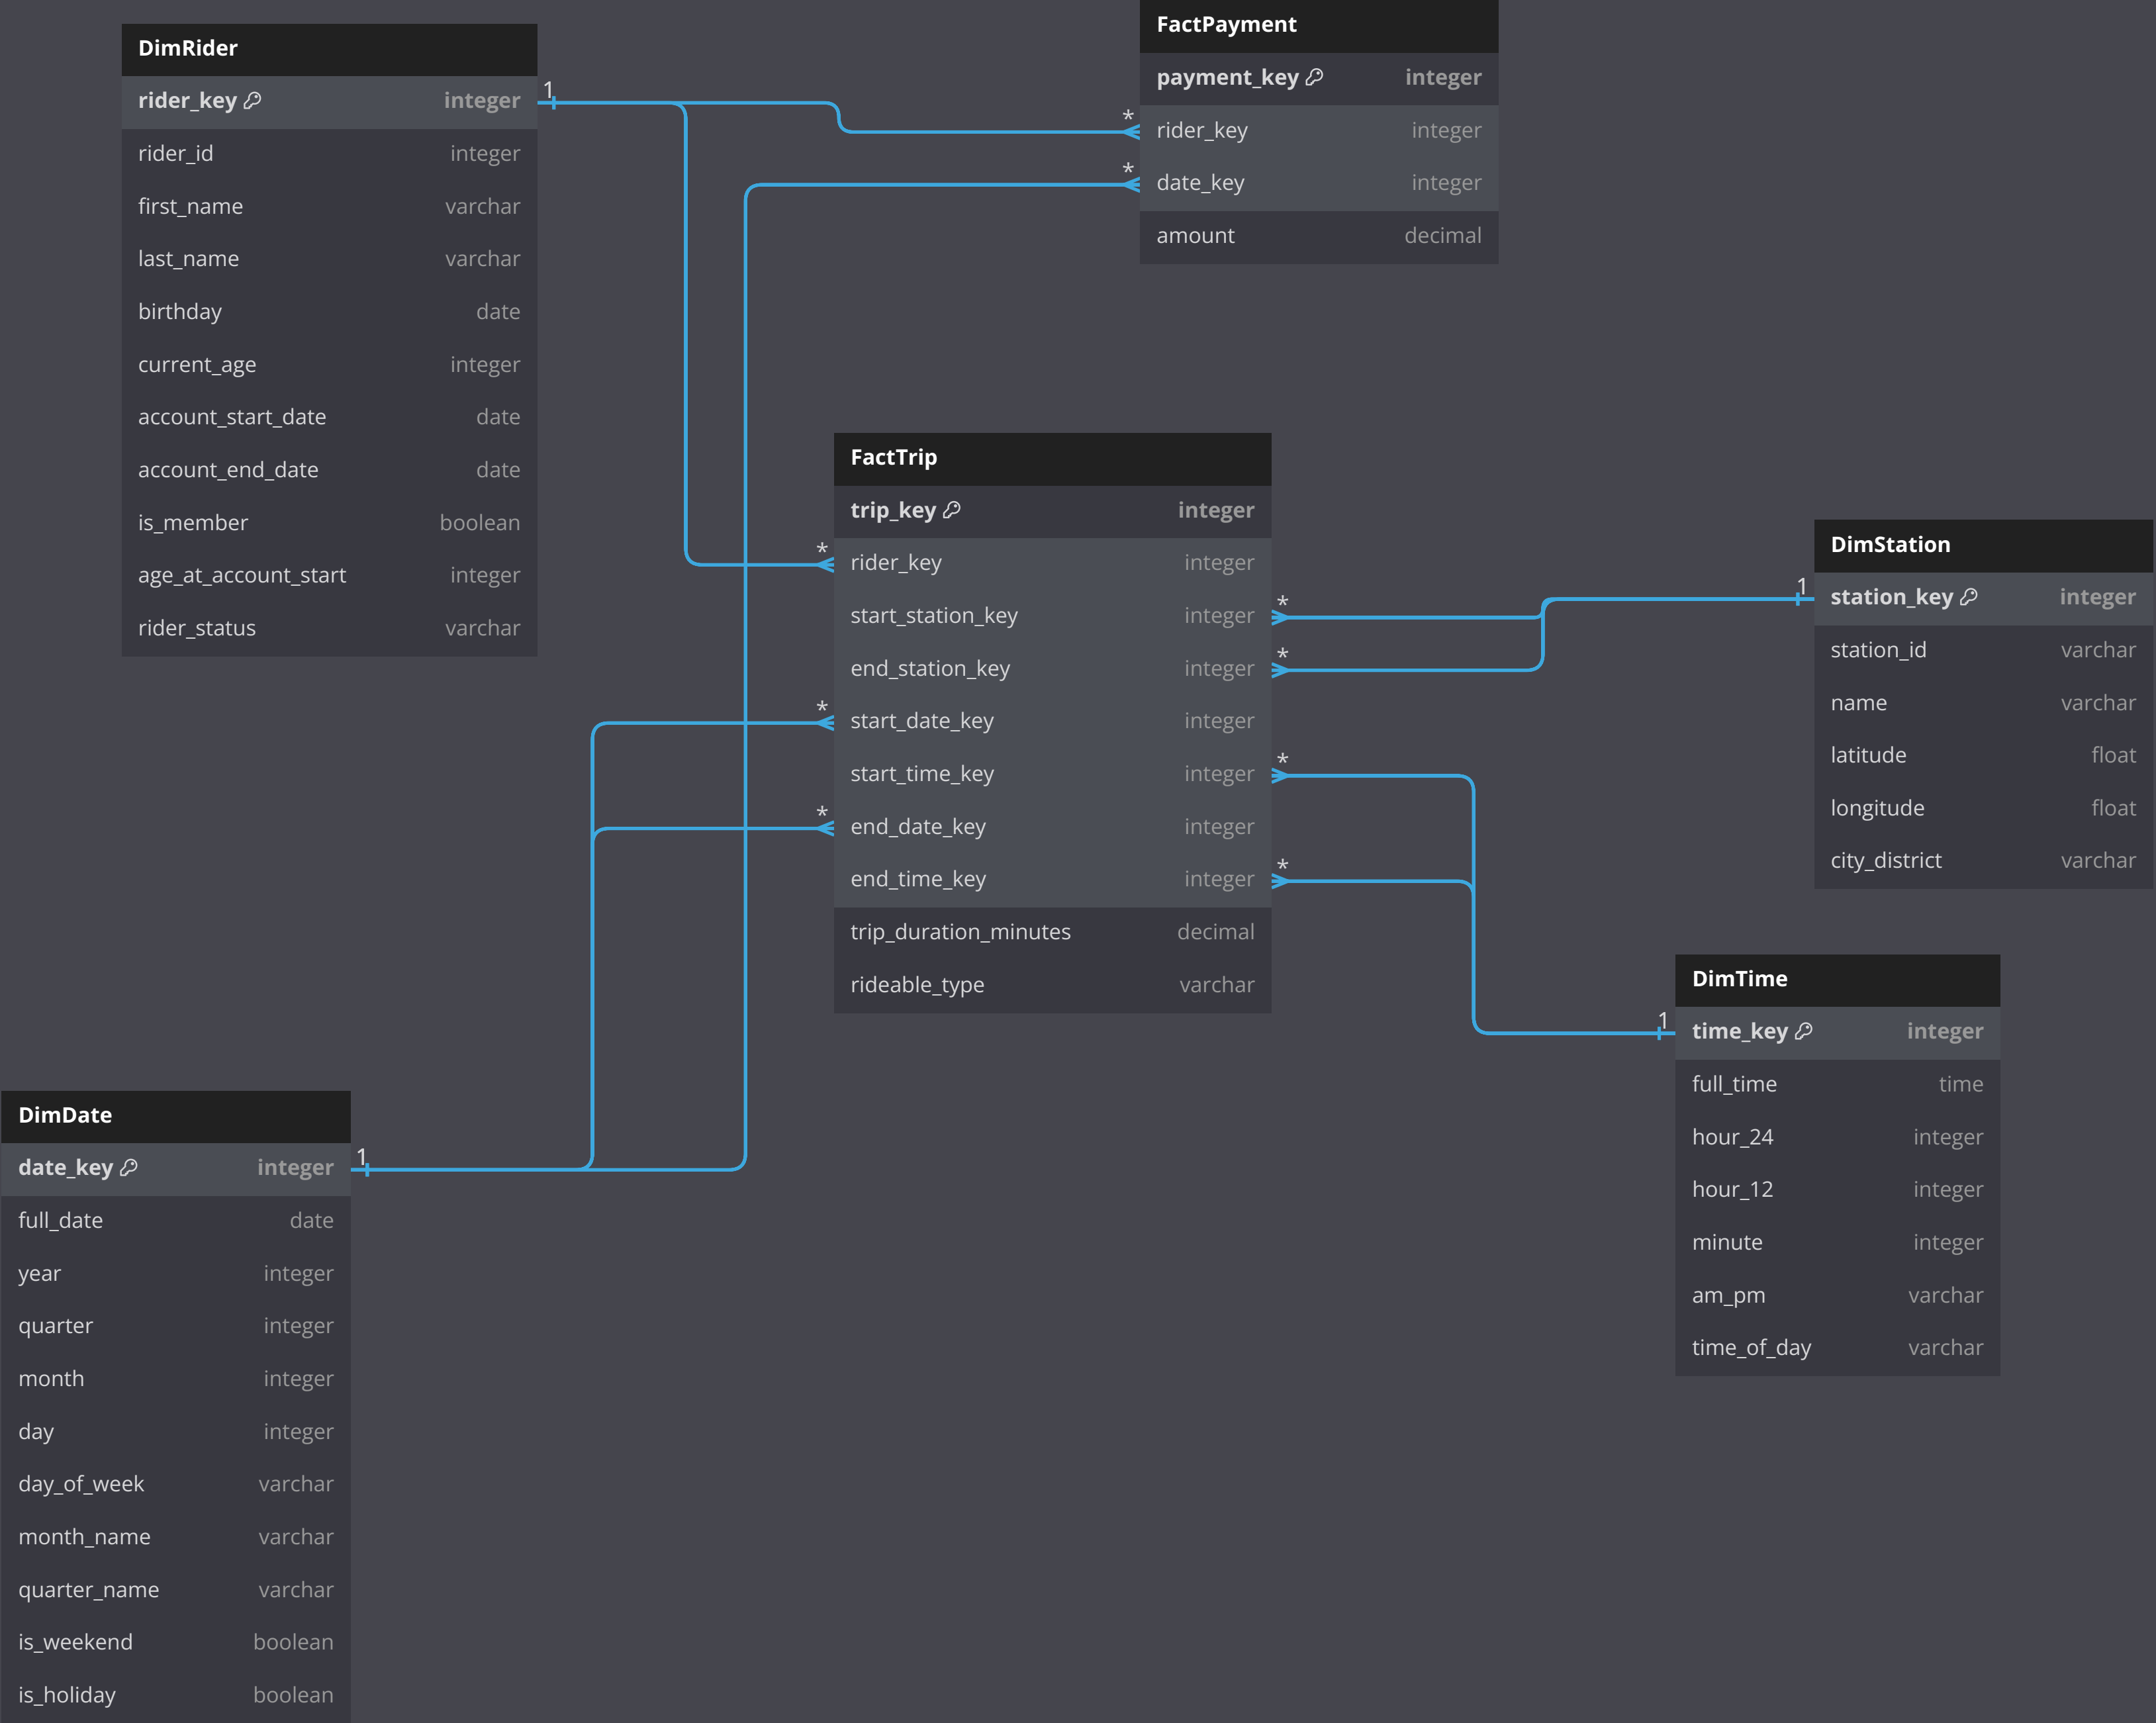 DimRider
rider_key integer
rider_id integer
first_name varchar
last_name varchar
birthday date
current_age integer
account_start_date date
account_end_date date
is_member boolean
age_at_account_start integer
rider_status varchar
1
FactPayment
payment_key integer
* rider_key integer
* date_key integer
amount decimal
FactTrip
trip_key integer
* rider_key integer
start_station_key integer *
end_station_key integer *
* start_date_key integer
start_time_key integer *
* end_date_key integer
end_time_key integer *
trip_duration_minutes decimal
rideable_type varchar
DimStation
1 station_key integer
station_id varchar
name varchar
latitude float
longitude float
city_district varchar
DimTime
1 time_key integer
full_time time
hour_24 integer
hour_12 integer
minute integer
am_pm varchar
time_of_day varchar
DimDate
date_key integer 1
full_date date
year integer
quarter integer
month integer
day integer
day_of_week varchar
month_name varchar
quarter_name varchar
is_weekend boolean
is_holiday boolean